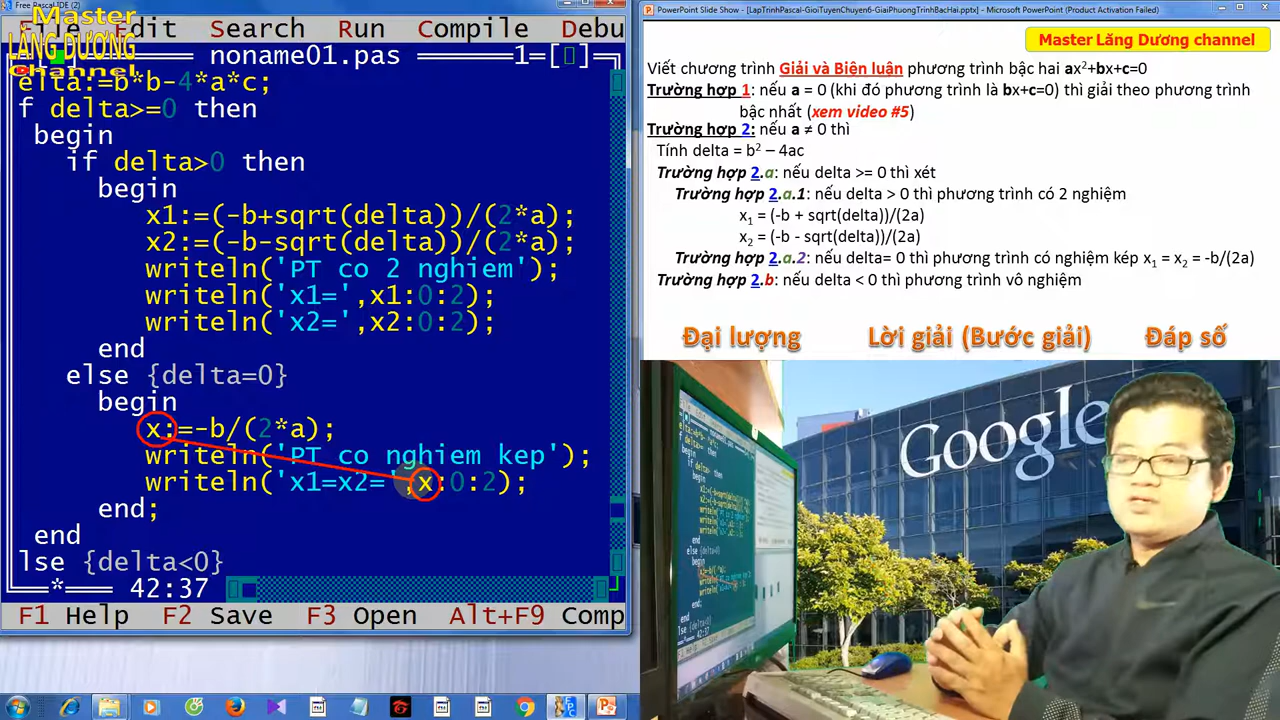 Free Pascal IDE (2)
Master
LĂNG DƯƠNG
Channel
Edit Search Run Compile Debu
noname01.pas 1=[ ]
elta:=b*b-4*a*c;
f delta>=0 then
begin
if delta>0 then
begin
x1:=(-b+sqrt(delta))/(2*a);
x2:=(-b-sqrt(delta))/(2*a);
writeln('PT co 2 nghiem');
writeln('x1=',x1:0:2);
writeln('x2=',x2:0:2);
end
else {delta=0}
begin
x:=-b/(2*a);
writeln('PT co nghiem kep');
writeln('x1=x2=',x:0:2);
end;
end
lse {delta<0}
* 42:37
F1 Help F2 Save F3 Open Alt+F9 Comp
PowerPoint Slide Show - [LapTrinhPascal-GioiTuyenChuyen6-GiaiPhuongTrinhBacHai.pptx] - Microsoft PowerPoint (Product Activation Failed)
Master Lăng Dương channel
Viết chương trình Giải và Biện luận phương trình bậc hai ax²+bx+c=0
Trường hợp 1: nếu a = 0 (khi đó phương trình là bx+c=0) thì giải theo phương trình
bậc nhất (xem video #5)
Trường hợp 2: nếu a ≠ 0 thì
Tính delta = b² – 4ac
Trường hợp 2.a: nếu delta >= 0 thì xét
Trường hợp 2.a.1: nếu delta > 0 thì phương trình có 2 nghiệm
x₁ = (-b + sqrt(delta))/(2a)
x₂ = (-b - sqrt(delta))/(2a)
Trường hợp 2.a.2: nếu delta= 0 thì phương trình có nghiệm kép x₁ = x₂ = -b/(2a)
Trường hợp 2.b: nếu delta < 0 thì phương trình vô nghiệm
Đại lượng Lời giải (Bước giải) Đáp số
Google